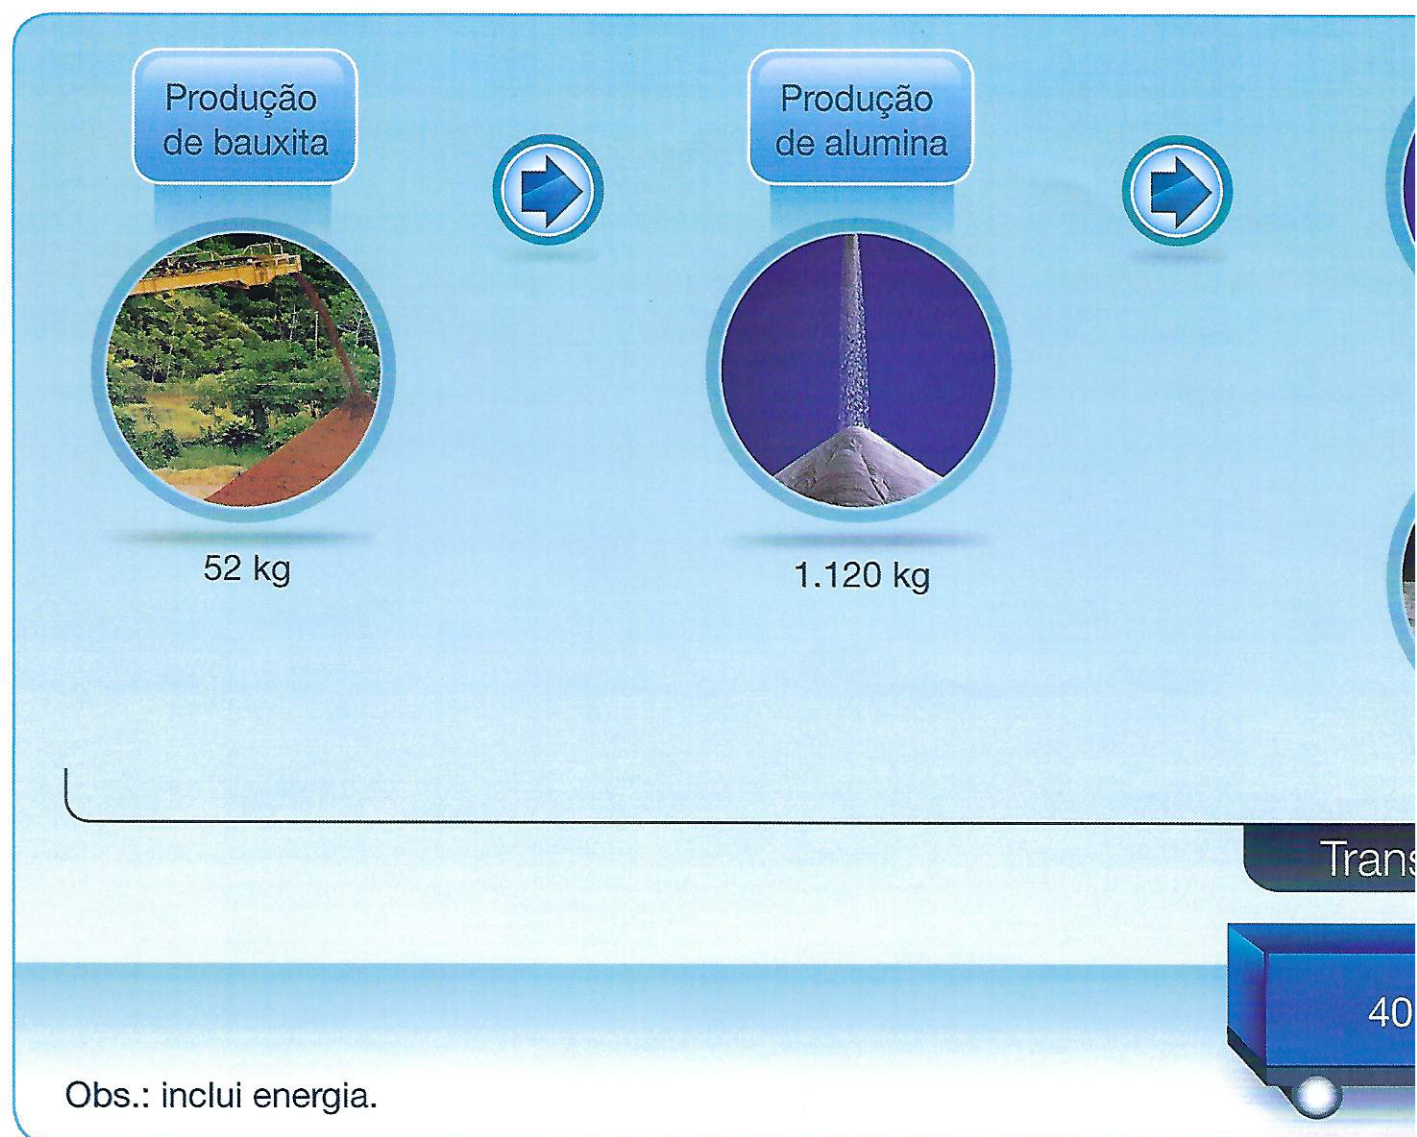 Produção
de bauxita
Produção
de alumina
52 kg
1.120 kg
Obs.: inclui energia.